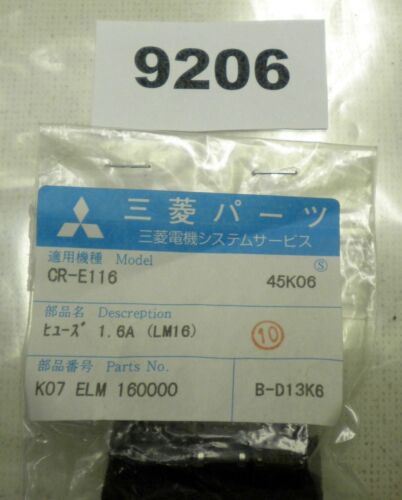 9206
三菱パーツ
三菱電機システムサービス
適用機種 Model Ⓢ
CR-E116 45K06
部品名 Descreption
ﾋｭｰｽﾞ 1.6A (LM16) ⑩
部品番号 Parts No.
K07 ELM 160000 B-D13K6